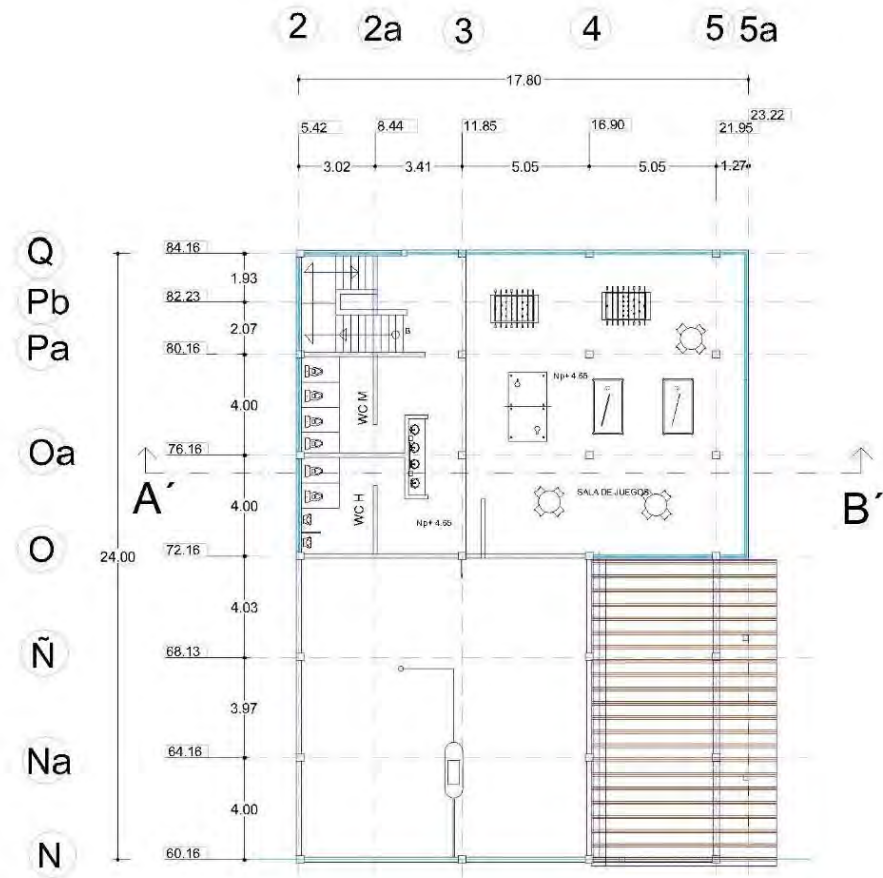 2 2a 3 4 5 5a
17.80
5.42 8.44 11.85 16.90 21.95 23.22
3.02 3.41 5.05 5.05 1.27
Q 84.16
1.93
Pb 82.23
2.07
B
Pa 80.16
Np+ 4.65
4.00
WC M
Oa 76.16
A´ B´
SALA DE JUEGOS
4.00
WC H
Np+ 4.65
O 72.16
24.00
4.03
Ñ 68.13
3.97
Na 64.16
4.00
N 60.16